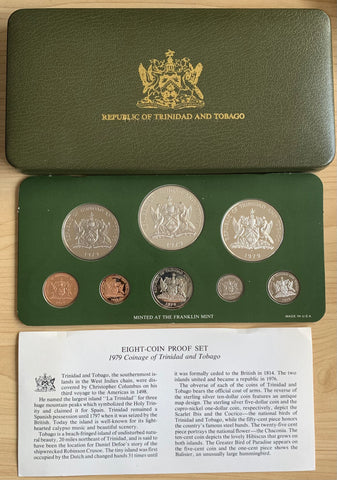 REPUBLIC OF TRINIDAD AND TOBAGO
1979
1979
1979
MINTED AT THE FRANKLIN MINT
MADE IN U.S.A.
EIGHT-COIN PROOF SET
1979 Coinage of Trinidad and Tobago
Trinidad and Tobago, the southernmost is-
lands in the West Indies chain, were dis-
covered by Christopher Columbus on his
third voyage to the Americas in 1498.
He named the largest island "La Trinidad" for three
huge mountain peaks which symbolized the Holy Trin-
ity and claimed it for Spain. Trinidad remained a
Spanish possession until 1797 when it was seized by the
British. Today the island is well-known for its light-
hearted calypso music and beautiful scenery.
Tobago is a beach-fringed island of undisturbed natu-
ral beauty, 20 miles northeast of Trinidad, and is said to
have been the location for Daniel Defoe's story of the
shipwrecked Robinson Crusoe. The tiny island was first
occupied by the Dutch and changed hands 31 times until
it was formally ceded to the British in 1814. The two
islands united and became a republic in 1976.
The obverse of each of the coins of Trinidad and
Tobago bears the official coat of arms. The reverse of
the sterling silver ten-dollar coin features an antique
map design. The sterling silver five-dollar coin and the
cupro-nickel one-dollar coin, respectively, depict the
Scarlet Ibis and the Cocrico—the national birds of
Trinidad and Tobago, while the fifty-cent piece honors
the country's famous steel bands. The twenty-five-cent
piece portrays the national flower—the Chaconia. The
ten-cent coin depicts the lovely Hibiscus that grows on
both islands. The Greater Bird of Paradise appears on
the five-cent coin and the one-cent piece shows the
Balisier, an unusually large hummingbird.